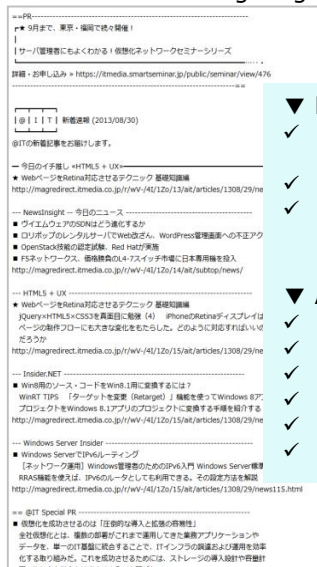 ==PR-----------------------------------------------
┏★ 9月まで、東京・福岡で続々開催！
┃
┃サーバ管理者にもよくわかる！仮想化ネットワークセミナーシリーズ
┗━━━━━━━━━━━━━━━━━━━━━━━━━━━━・・・・
詳細・お申し込み » https://itmedia.smartseminar.jp/public/seminar/view/476
-----------------------------------------------==
|@|I|T| 新着速報 (2013/08/30)
@ITの新着記事をお届けします。
━ 今日のイチ推し <HTML5 + UX>━━━━━━━━━━━━
★ WebページをRetina対応させるテクニック 基礎知識編
http://magredirect.itmedia.co.jp/r/wV-/4I/1Zo/13/ait/articles/1308/29/ne
--- NewsInsight -- 今日のニュース ---------------------
■ ヴイエムウェアのSDNはどう進化するか
■ ロリポップのレンタルサーバでWeb改ざん、WordPress管理画面への不正アク
■ OpenStack技能の認定試験、Red Hatが実施
■ F5ネットワークス、価格勝負のL4-7スイッチ市場に日本専用機を投入
http://magredirect.itmedia.co.jp/r/wV-/4I/1Zo/14/ait/subtop/news/
--- HTML5 + UX ------------------------------
★ WebページをRetina対応させるテクニック 基礎知識編
jQuery×HTML5×CSS3を真面目に勉強（4） iPhoneのRetinaディスプレイは
ページの制作フローにも大きな変化をもたらした。どのように対応すればいいの
だろうか
http://magredirect.itmedia.co.jp/r/wV-/4I/1Zo/15/ait/articles/1308/29/ne
--- Insider.NET ------------------------------
■ Win8用のソース・コードをWin8.1用に変換するには？
WinRT TIPS 「ターゲットを変更（Retarget）」機能を使ってWindows 8ア
プロジェクトをWindows 8.1アプリのプロジェクトに変換する手順を紹介する
http://magredirect.itmedia.co.jp/r/wV-/4I/1Zo/15/ait/articles/1308/29/ne
--- Windows Server Insider ------------------------
■ Windows ServerでIPv6ルーティング
［ネットワーク運用］Windows管理者のためのIPv6入門 Windows Server標準
RRAS機能を使えば、IPv6のルータとしても利用できる。その設定方法を解説
http://magredirect.itmedia.co.jp/r/wV-/4I/1Zo/15/ait/articles/1308/29/news115.html
== @IT Special PR ------------------------------
■ 仮想化を成功させるのは「圧倒的な導入と拡張の容易性」
全社仮想化とは、複数の部署がこれまで運用してきた業務アプリケーションや
データを、単一のIT基盤に統合することで、ITインフラの調達および運用を効率
化する取り組みだ。これを成功させるためには、ストレージの導入設計や容量計
▼
✓
✓
✓
▼
✓
✓
✓
✓
✓